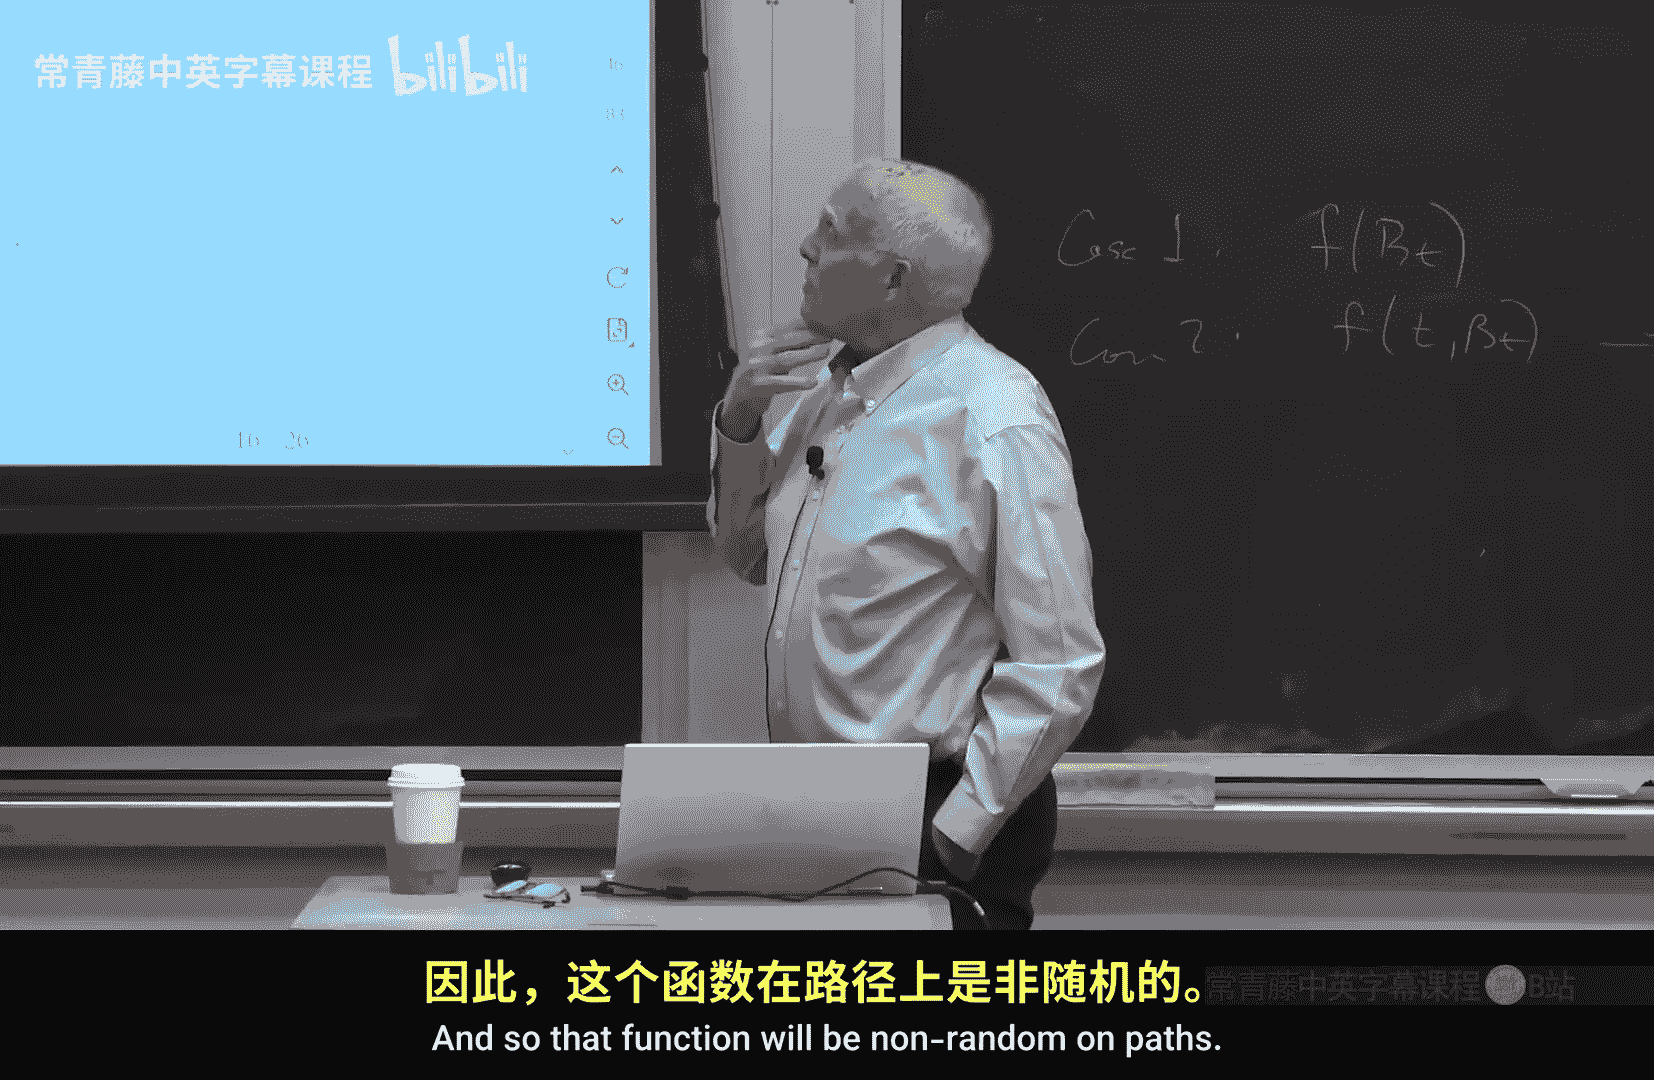 常青藤中英字幕课程 bilibili
16
26
Case 1. f(Bt)
f(t, Bt)
因此，这个函数在路径上是非随机的。
常青藤中英字幕课程 B站
And so that function will be non-random on paths.